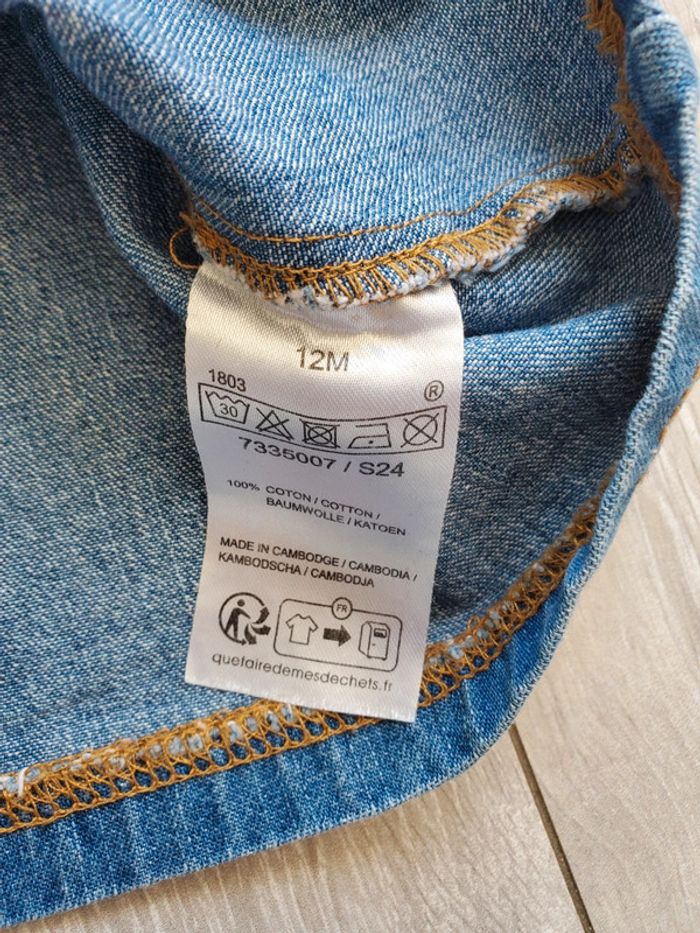 12M
1803 ®
30
7335007 / S24
100% COTON / COTTON /
BAUMWOLLE / KATOEN
MADE IN CAMBODGE / CAMBODIA /
KAMBODSCHA / CAMBODJA
FR
quefairedemesdechets.fr